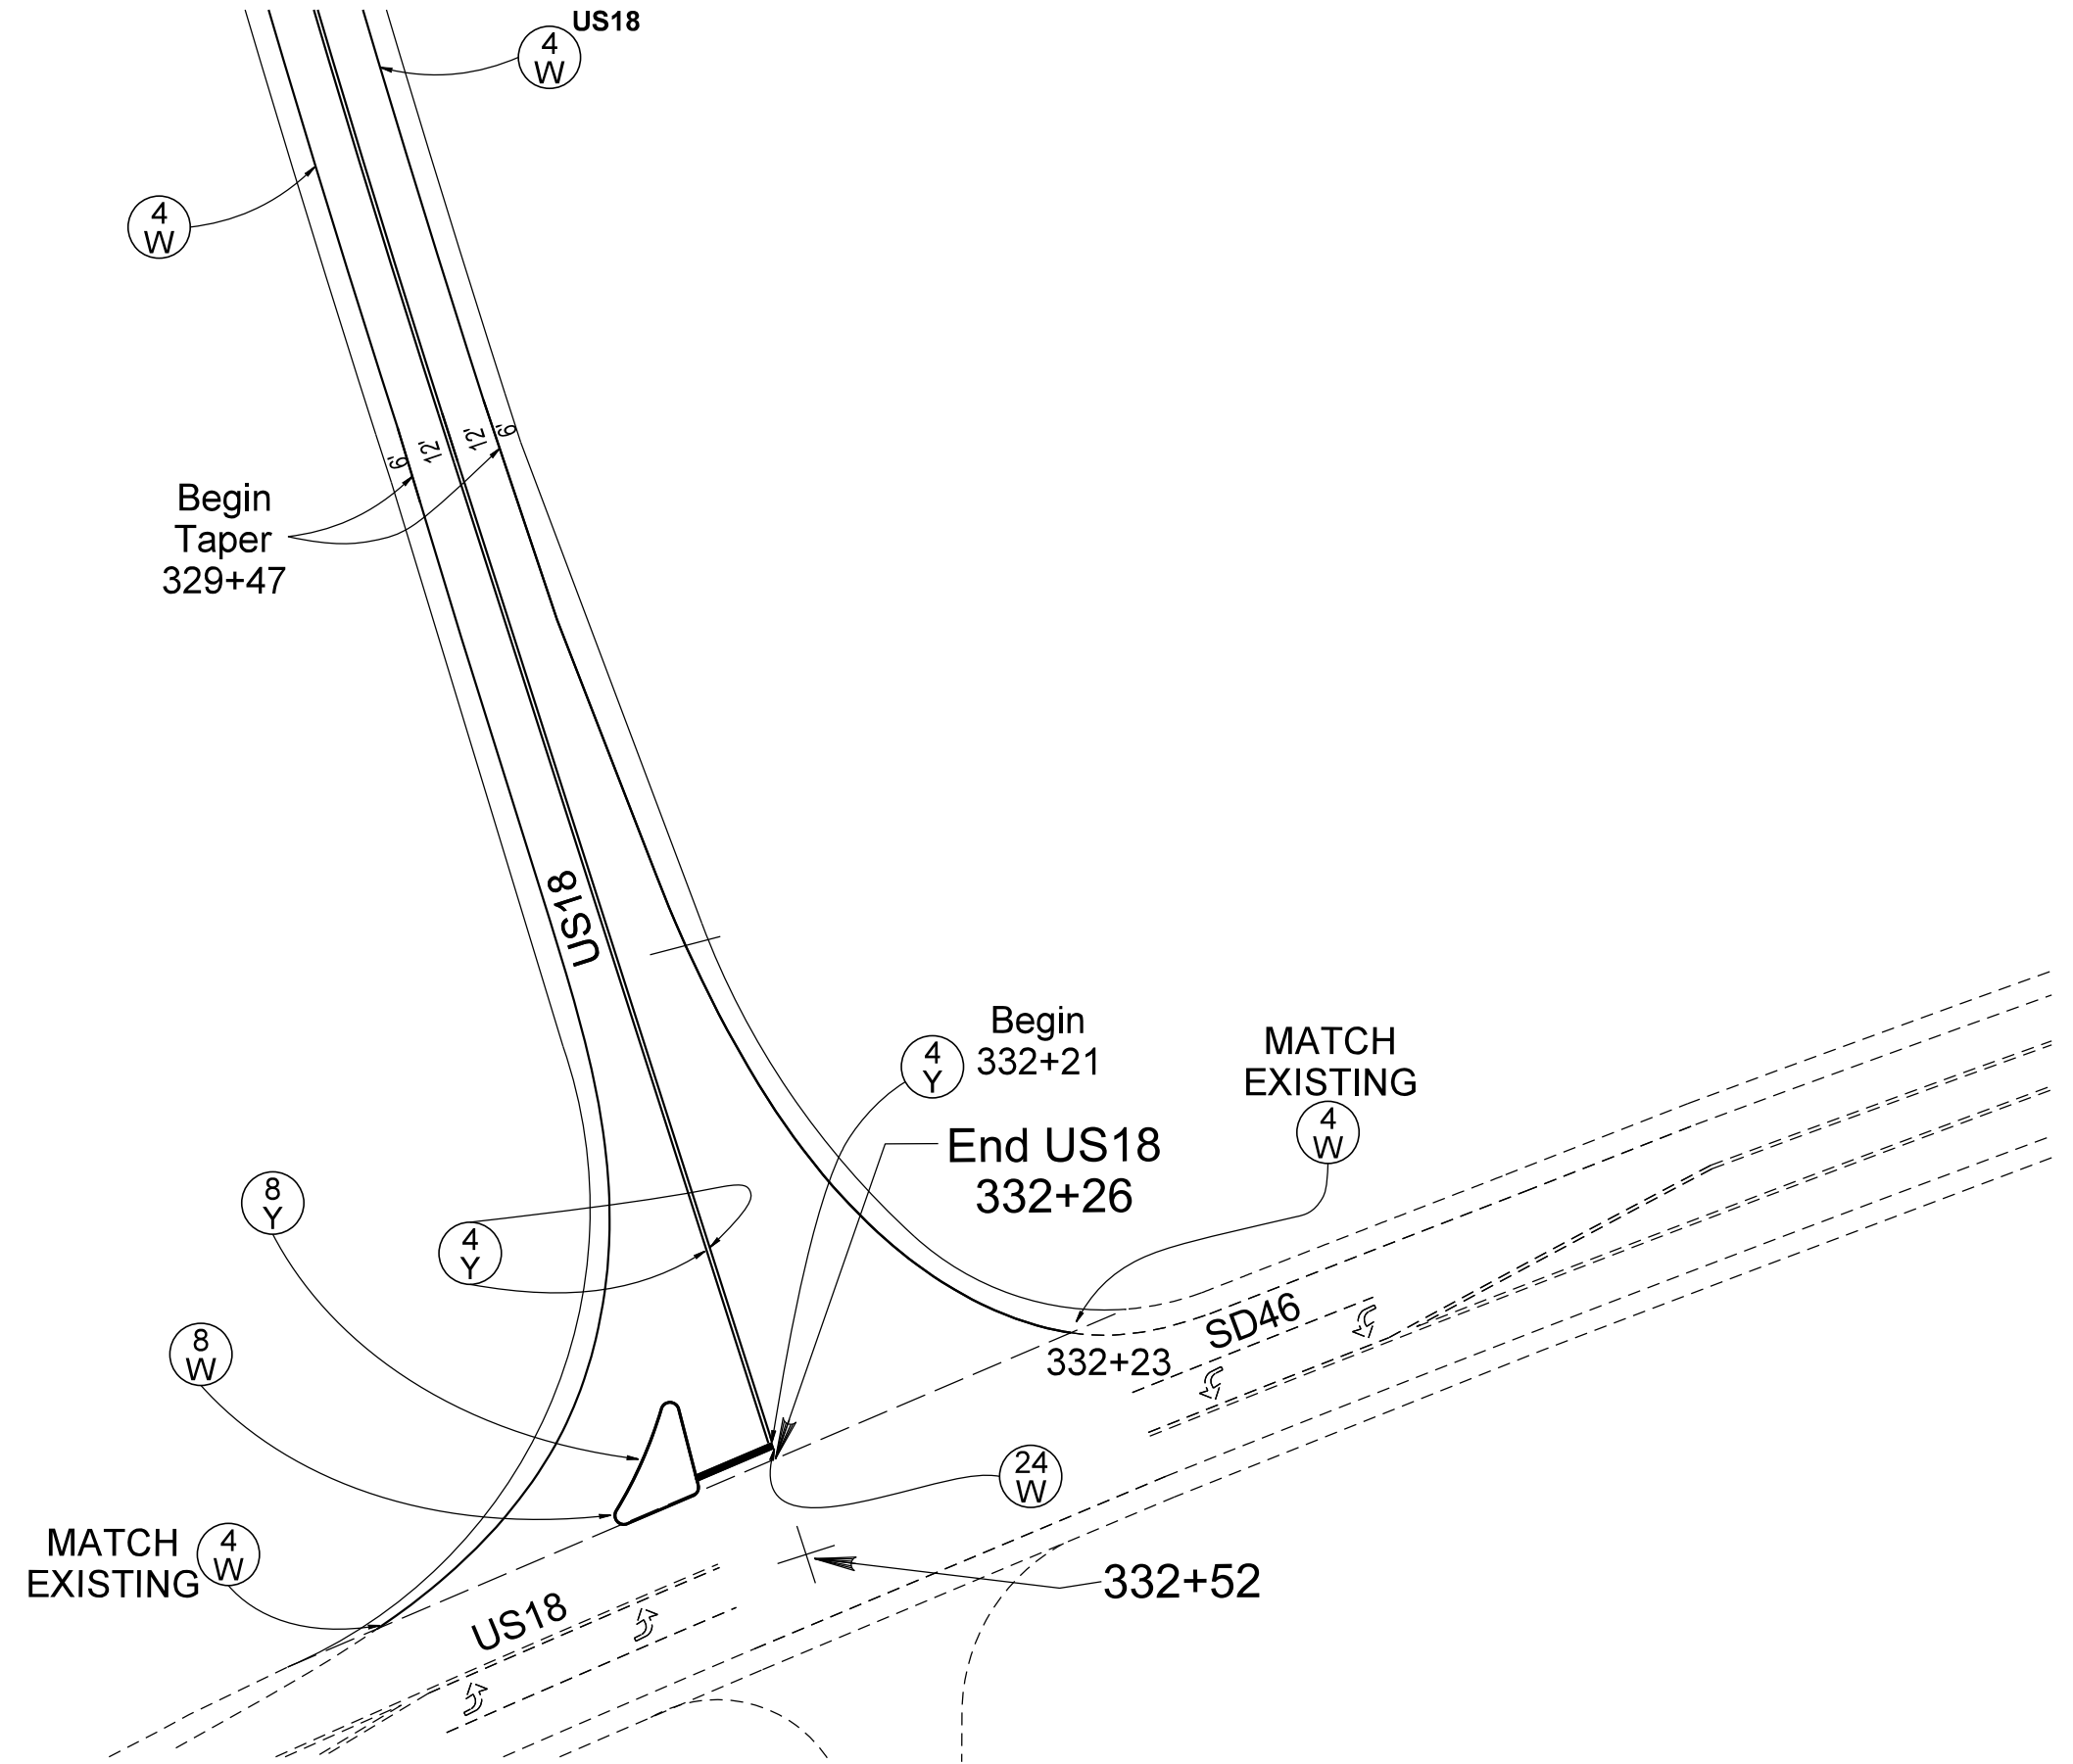 US18
4
W
4
W
6'
12'
12'
6'
Begin
Taper
329+47
US18
Begin
332+21
4
Y
MATCH
EXISTING
4
W
End US18
332+26
8
Y
4
Y
SD46
332+23
8
W
24
W
MATCH
EXISTING
4
W
332+52
US18